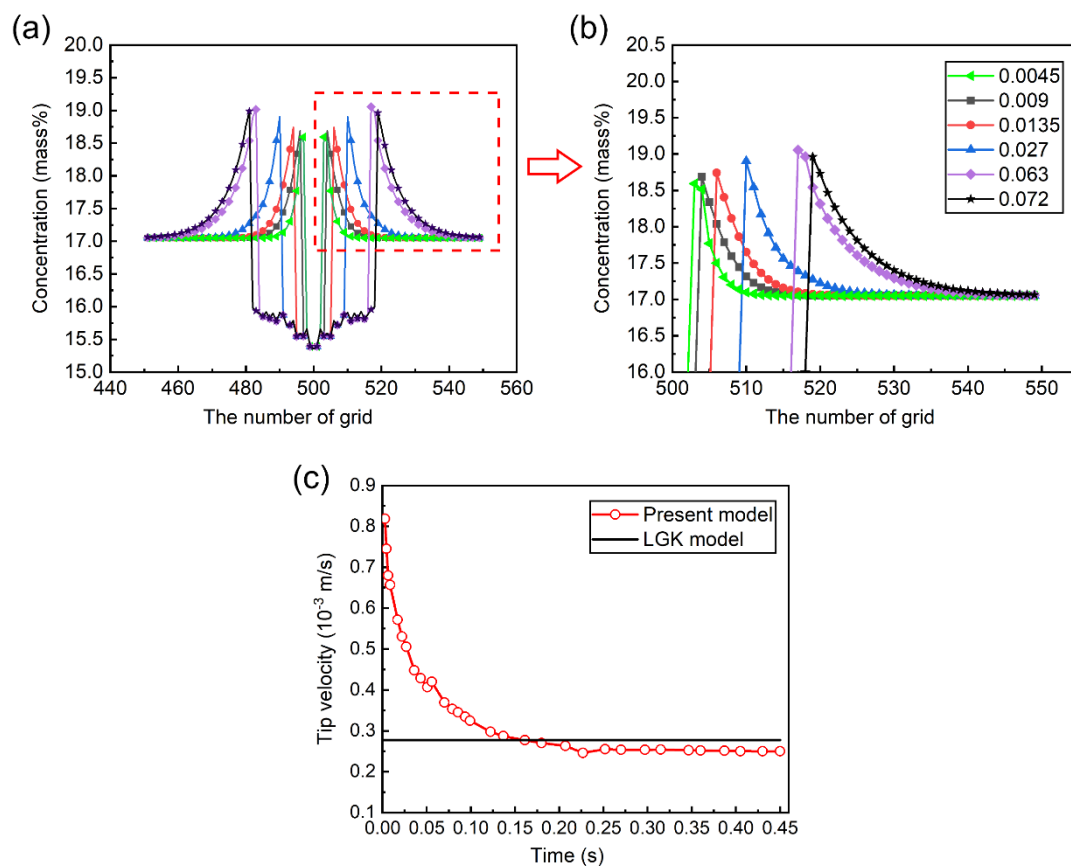 (a)
Concentration (mass%)
20.0
19.5
19.0
18.5
18.0
17.5
17.0
16.5
16.0
15.5
15.0
440 460 480 500 520 540 560
The number of grid
(b)
Concentration (mass%)
20.5
20.0
19.5
19.0
18.5
18.0
17.5
17.0
16.5
16.0
0.0045
0.009
0.0135
0.027
0.063
0.072
500 510 520 530 540 550
The number of grid
(c)
Tip velocity (10⁻³ m/s)
0.9
0.8
0.7
0.6
0.5
0.4
0.3
0.2
0.1
Present model
LGK model
0.00 0.05 0.10 0.15 0.20 0.25 0.30 0.35 0.40 0.45
Time (s)